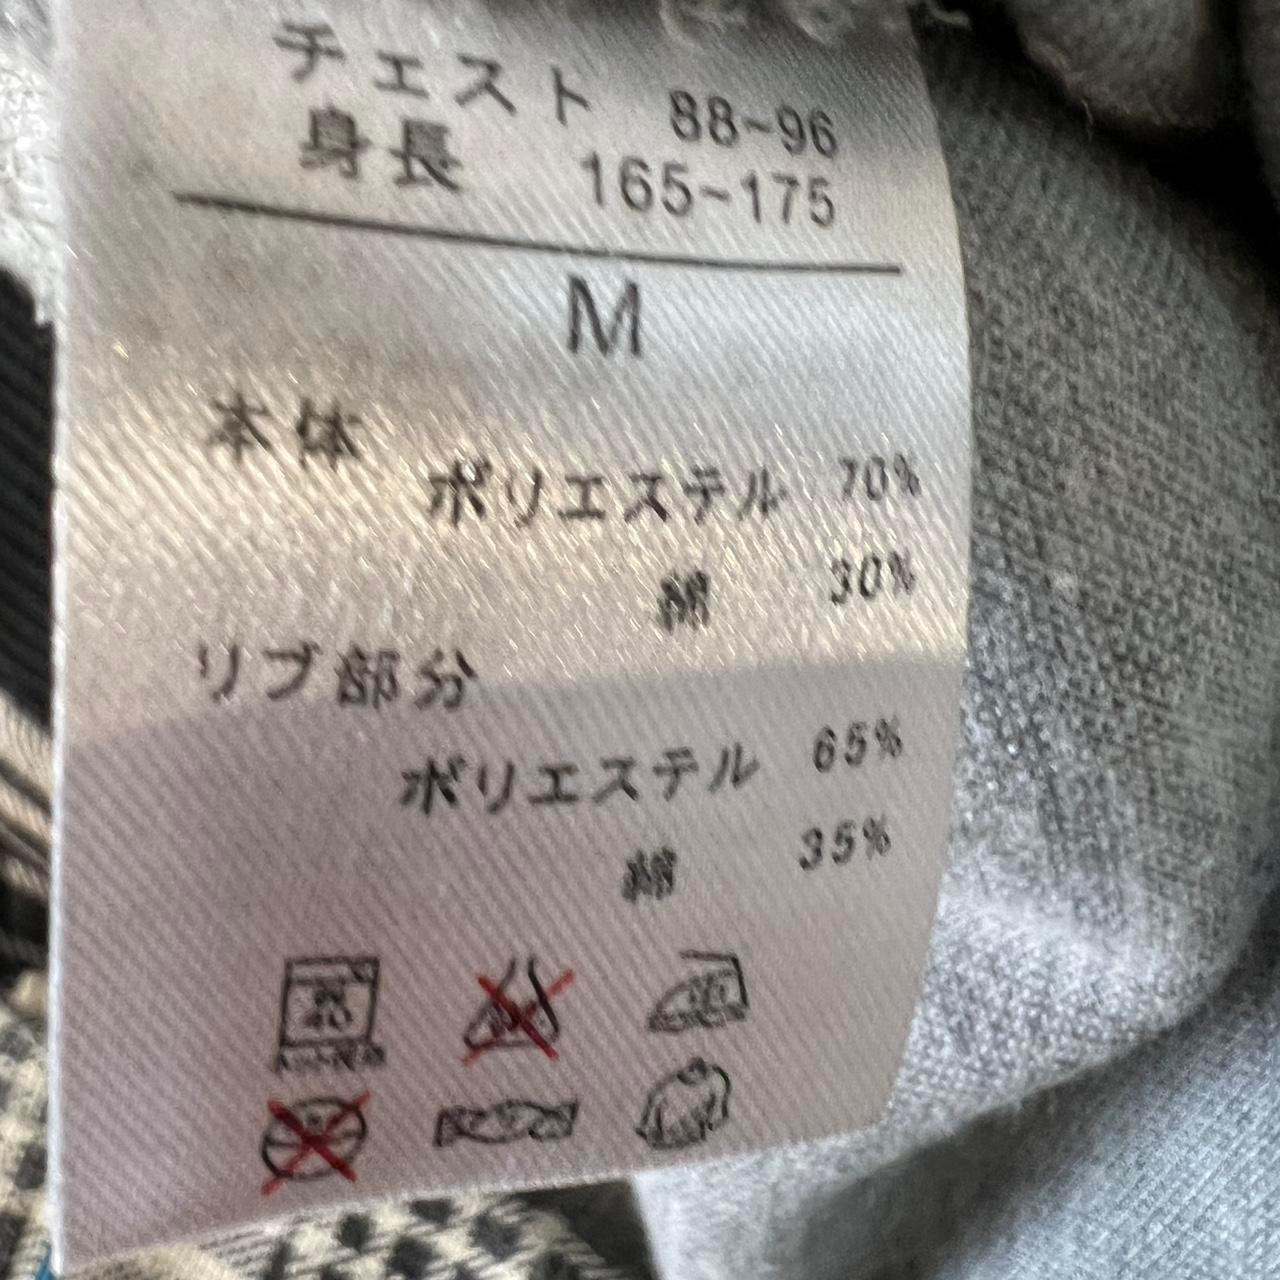 チェスト 88-96
身長 165-175
M
本体
ポリエステル 70%
綿 30%
リブ部分
ポリエステル 65%
綿 35%
40